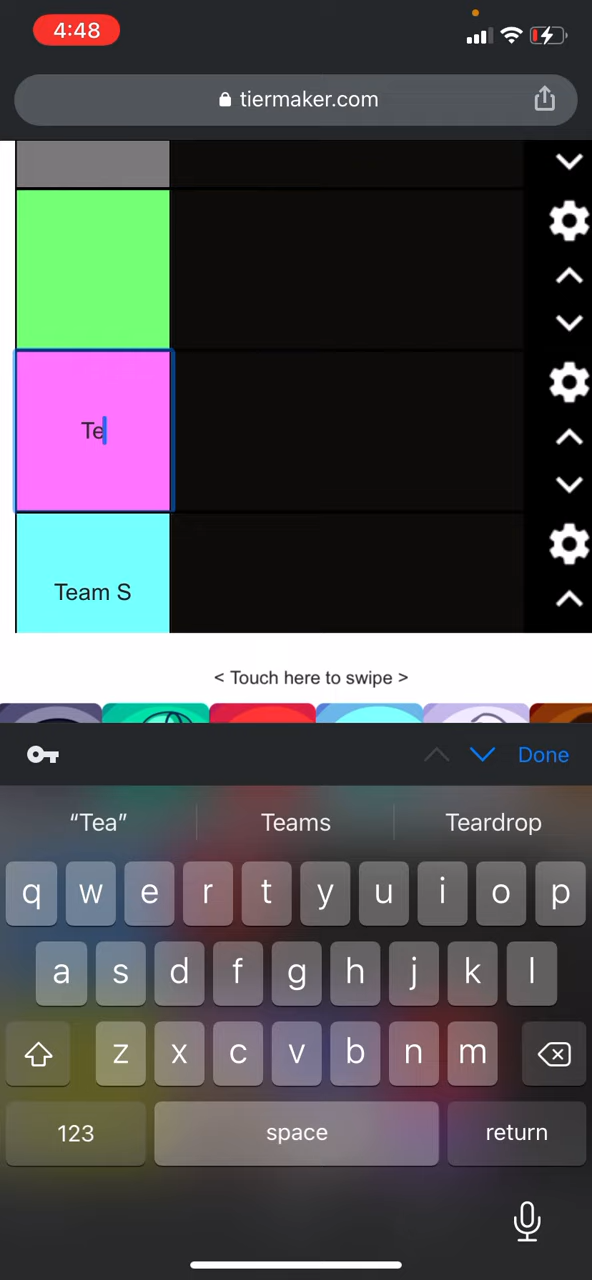 4:48
tiermaker.com
Te
Team S
< Touch here to swipe >
Done
“Tea” Teams Teardrop
q w e r t y u i o p
a s d f g h j k l
z x c v b n m
123 space return